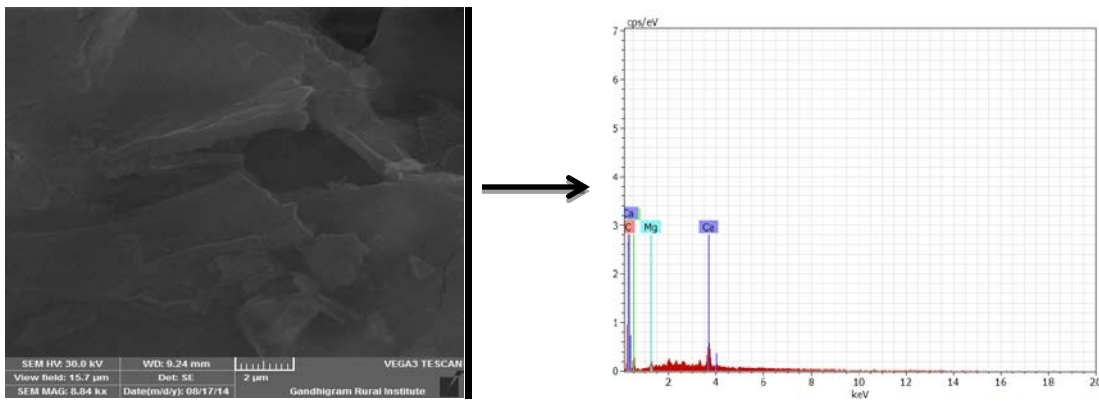 SEM HV: 30.0 kV WD: 9.24 mm VEGA3 TESCAN
View field: 15.7 µm Det: SE 2 µm
SEM MAG: 8.84 kx Date(m/d/y): 08/17/14 Gandhigram Rural Institute
cps/eV
7
6
5
4
3
2
1
0
Ca
C Mg Ca
2 4 6 8 10 12 14 16 18 20
keV